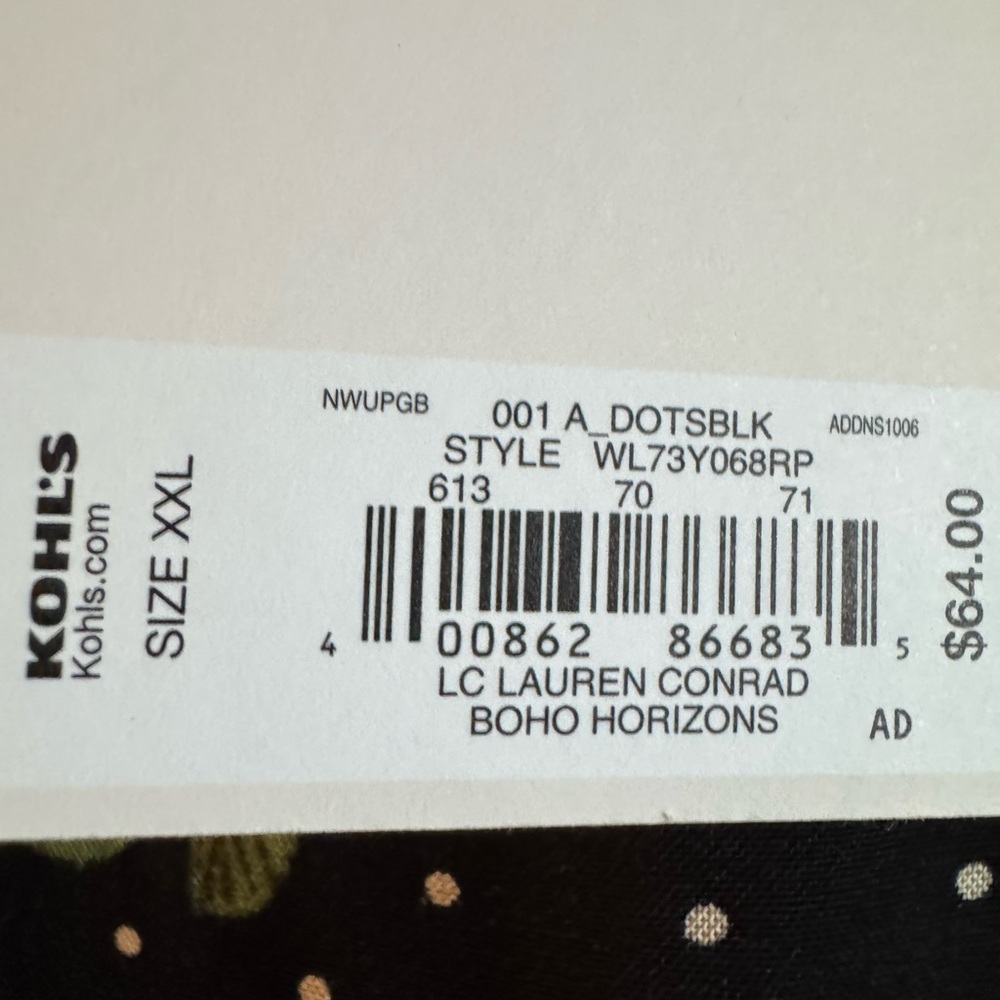 KOHL'S
Kohls.com
SIZE XXL
NWUPGB
001 A_DOTSBLK
ADDNS1006
STYLE WL73Y068RP
613 70 71
4 00862 86683 5
LC LAUREN CONRAD
BOHO HORIZONS
AD
$64.00